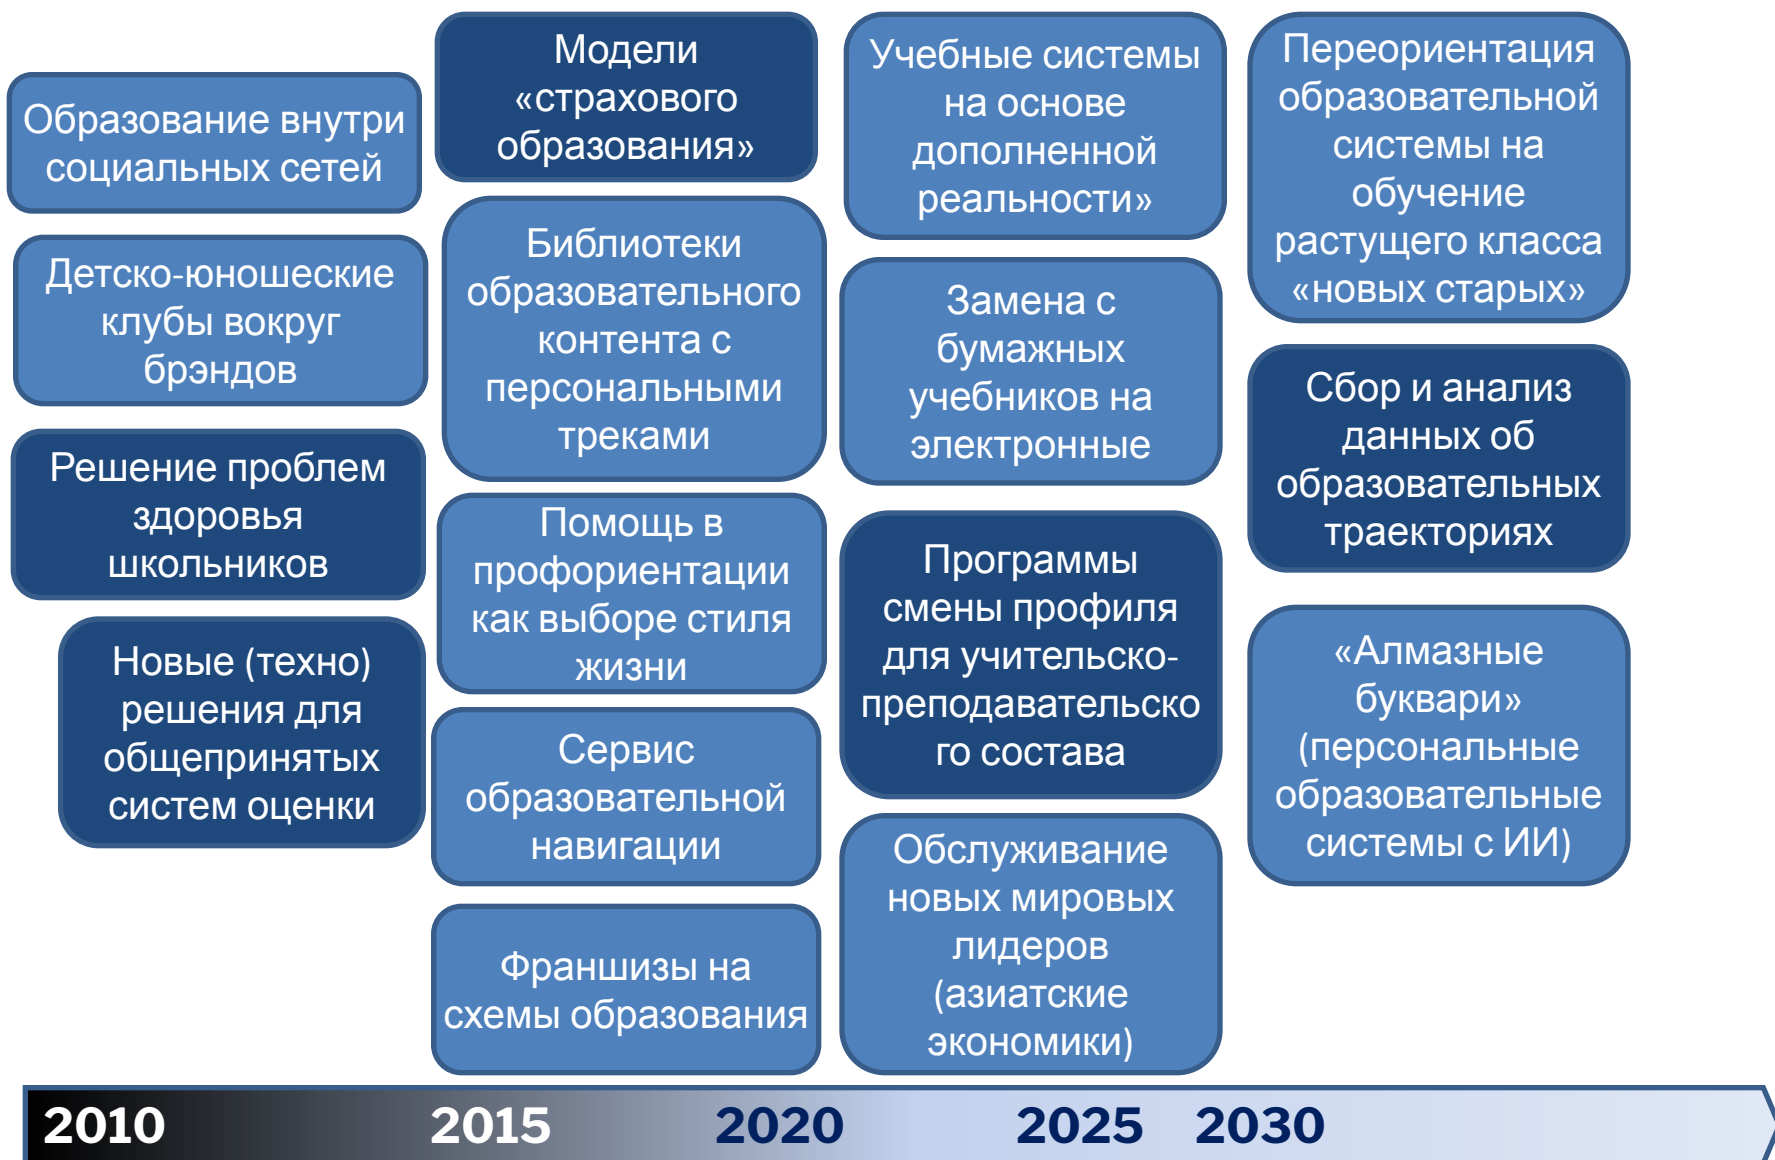 Образование внутри
социальных сетей
Детско-юношеские
клубы вокруг
брэндов
Решение проблем
здоровья
школьников
Новые (техно)
решения для
общепринятых
систем оценки
Модели
«страхового
образования»
Библиотеки
образовательного
контента с
персональными
треками
Помощь в
профориентации
как выборе стиля
жизни
Сервис
образовательной
навигации
Франшизы на
схемы образования
Учебные системы
на основе
дополненной
реальности»
Замена с
бумажных
учебников на
электронные
Программы
смены профиля
для учительско-
преподавательско
го состава
Обслуживание
новых мировых
лидеров
(азиатские
экономики)
Переориентация
образовательной
системы на
обучение
растущего класса
«новых старых»
Сбор и анализ
данных об
образовательных
траекториях
«Алмазные
буквари»
(персональные
образовательные
системы с ИИ)
2010 2015 2020 2025 2030